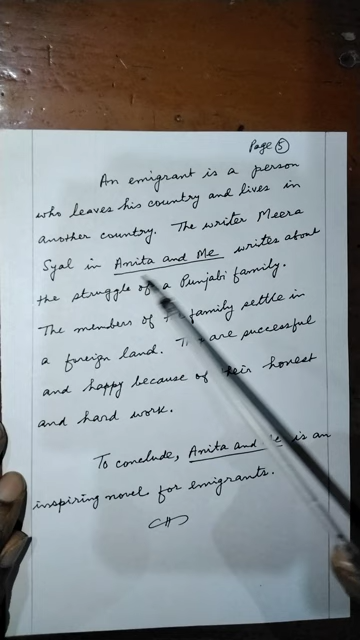 Page 5
An emigrant is a person
who leaves his country and lives in
another country. The writer Meera
Syal in Anita and Me writes about
the struggle of a Punjabi family.
The members of family settle in
a foreign land. are successful
and happy because of their honest
and hard work.
To conclude, Anita and is an
inspiring novel for emigrants.